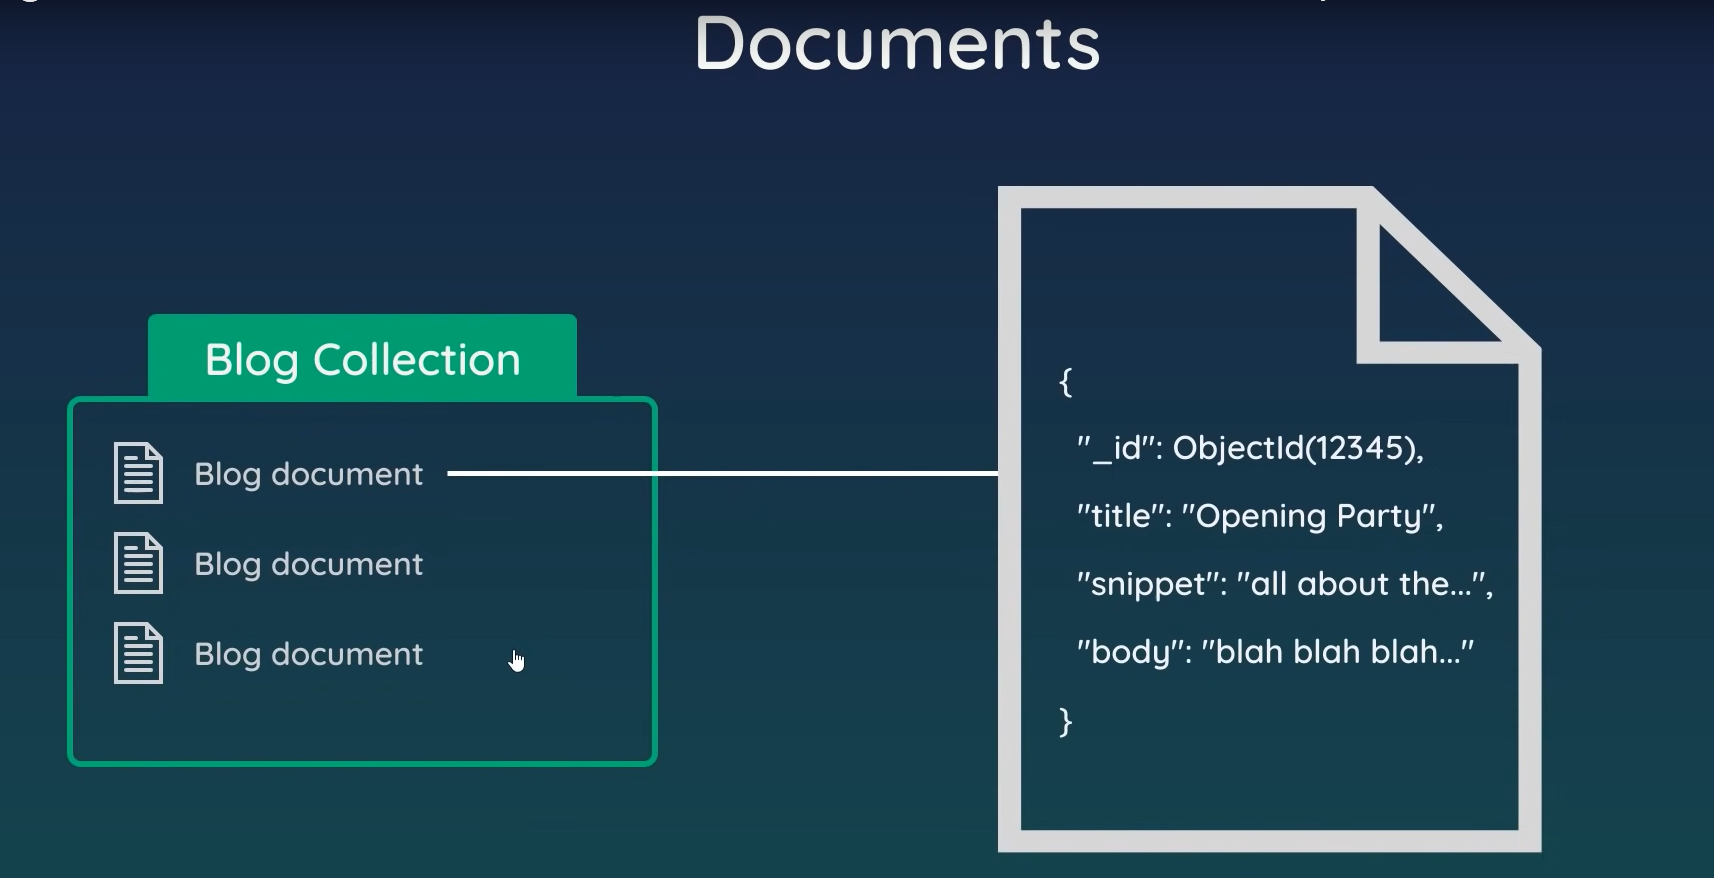 Documents
Blog Collection
Blog document
Blog document
Blog document
{
"_id": ObjectId(12345),
"title": "Opening Party",
"snippet": "all about the...",
"body": "blah blah blah..."
}